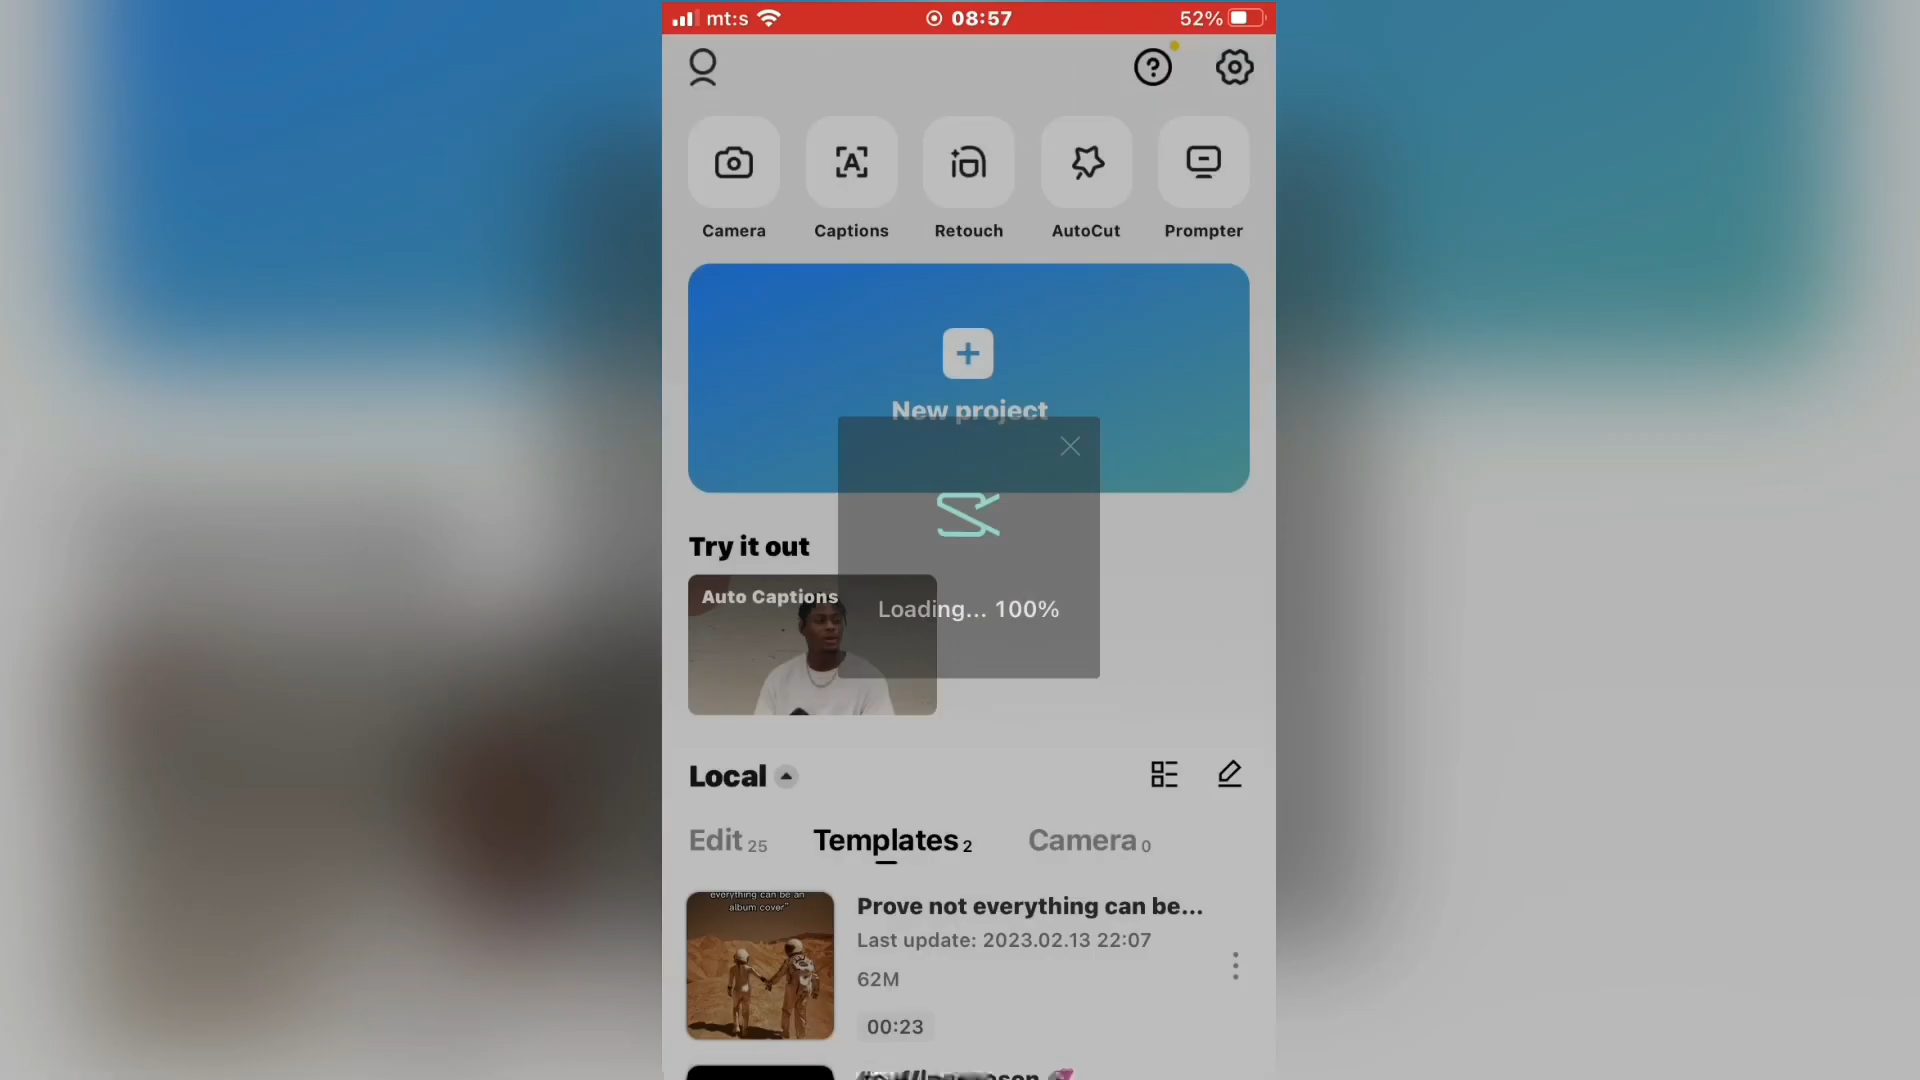 mt:s 08:57 52%
Camera Captions Retouch AutoCut Prompter
New project
Try it out
Auto Captions
Loading... 100%
Local
Edit 25 Templates 2 Camera 0
everything can be an
album cover"
Prove not everything can be...
Last update: 2023.02.13 22:07
62M
00:23